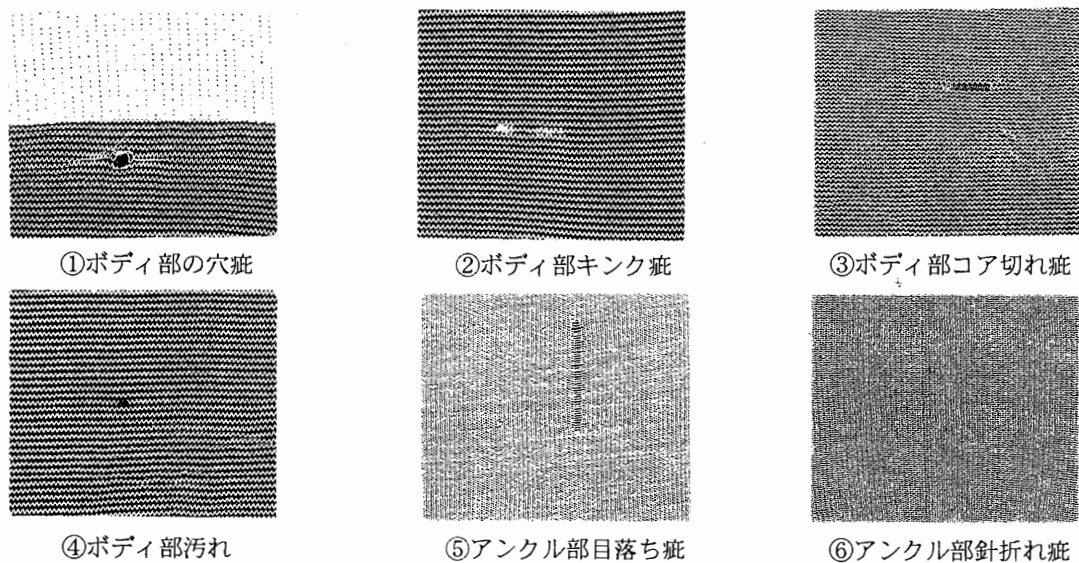 ①ボディ部の穴疵
②ボディ部キンク疵
③ボディ部コア切れ疵
④ボディ部汚れ
⑤アンクル部目落ち疵
⑥アンクル部針折れ疵